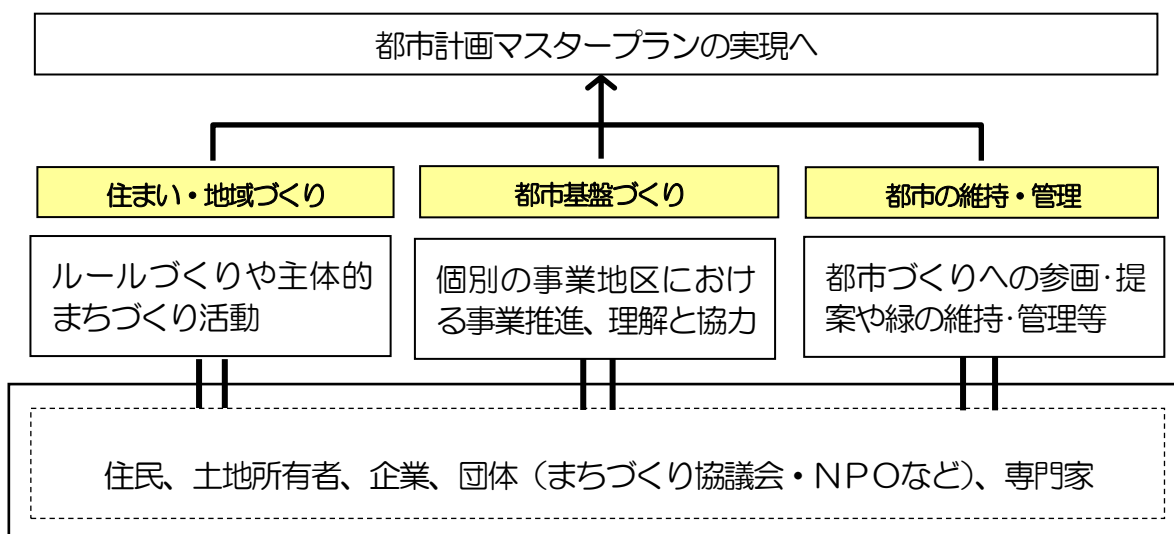 都市計画マスタープランの実現へ
住まい・地域づくり
都市基盤づくり
都市の維持・管理
ルールづくりや主体的
まちづくり活動
個別の事業地区におけ
る事業推進、理解と協力
都市づくりへの参画・提
案や緑の維持・管理等
住民、土地所有者、企業、団体（まちづくり協議会・ＮＰＯなど）、専門家